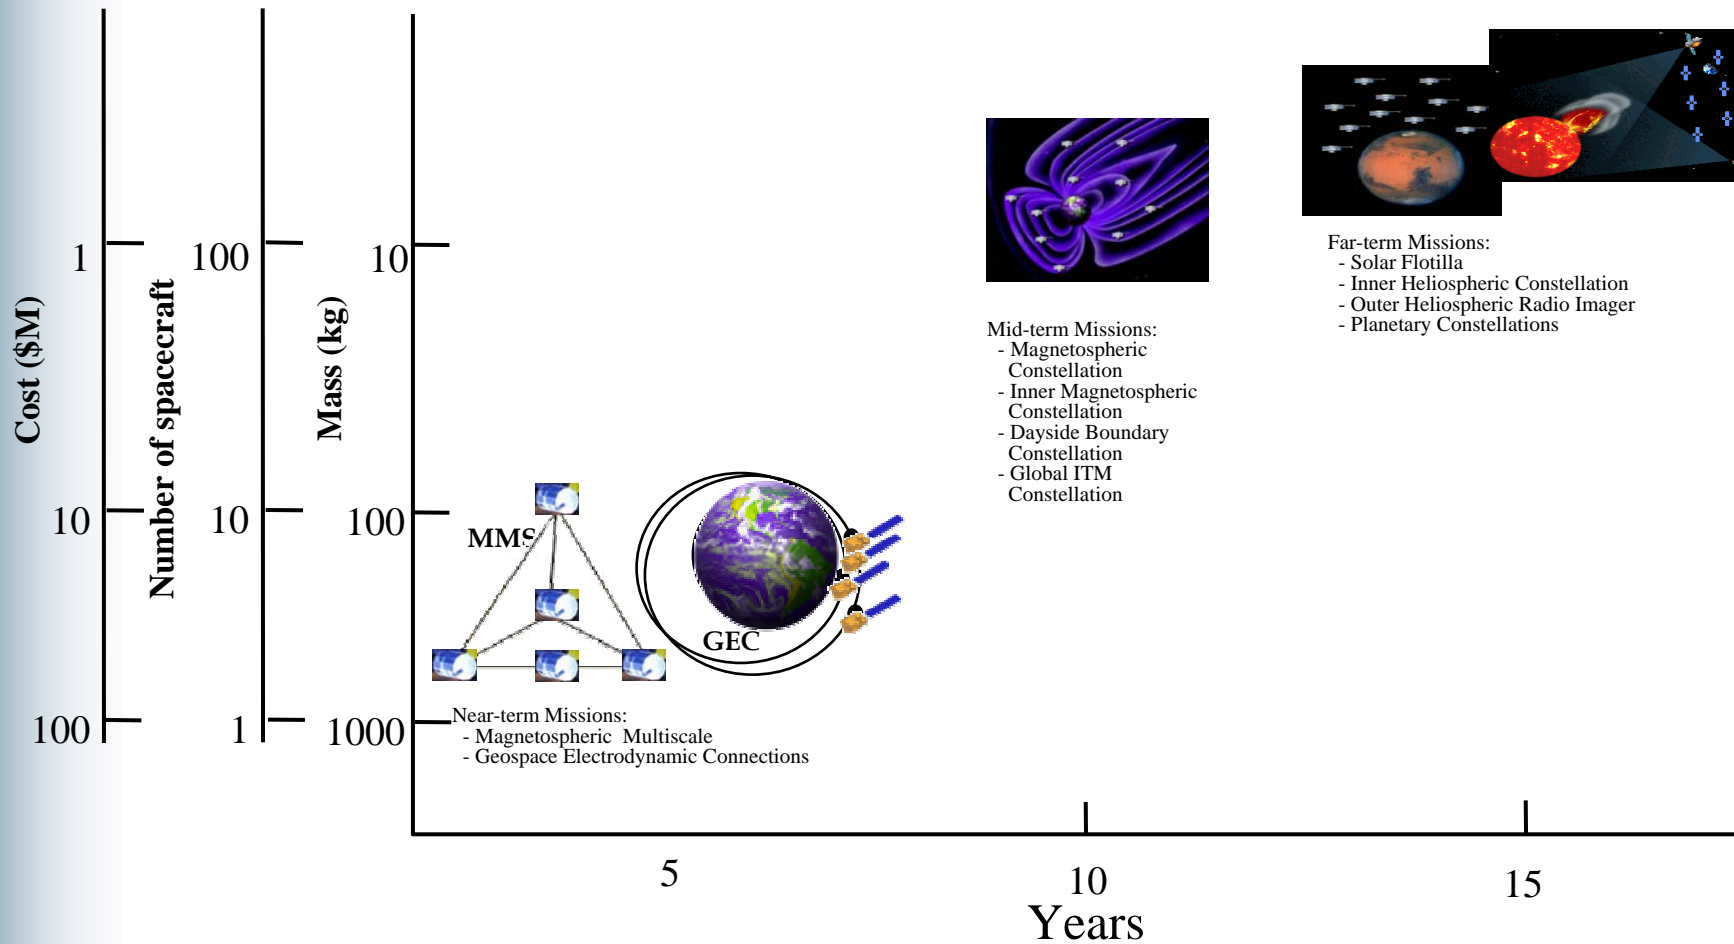 Cost ($M)
1
10
100
Number of spacecraft
100
10
1
Mass (kg)
10
100
1000
MMS
GEC
Near-term Missions:
- Magnetospheric Multiscale
- Geospace Electrodynamic Connections
Mid-term Missions:
- Magnetospheric
Constellation
- Inner Magnetospheric
Constellation
- Dayside Boundary
Constellation
- Global ITM
Constellation
Far-term Missions:
- Solar Flotilla
- Inner Heliospheric Constellation
- Outer Heliospheric Radio Imager
- Planetary Constellations
5
10
15
Years